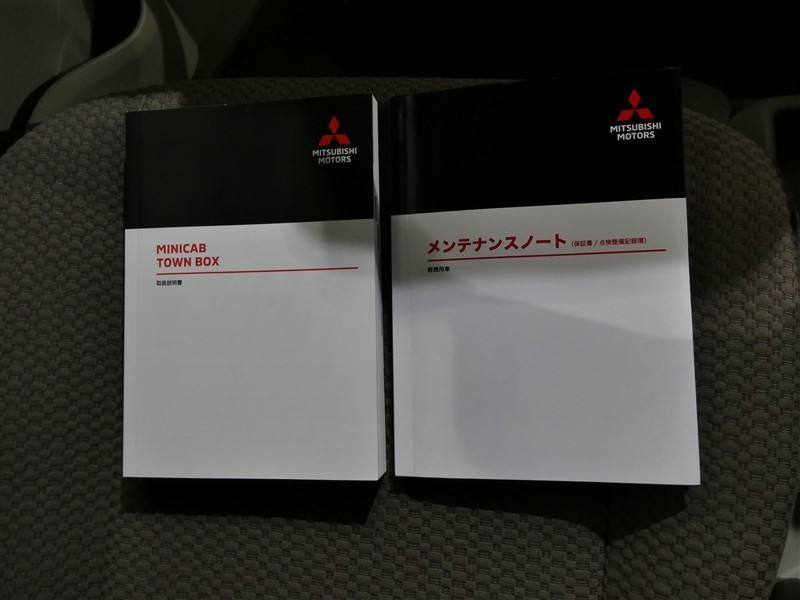 MITSUBISHI
MOTORS
MINICAB
TOWN BOX
取扱説明書
MITSUBISHI
MOTORS
メンテナンスノート（保証書 / 点検整備記録簿）
軽商用車